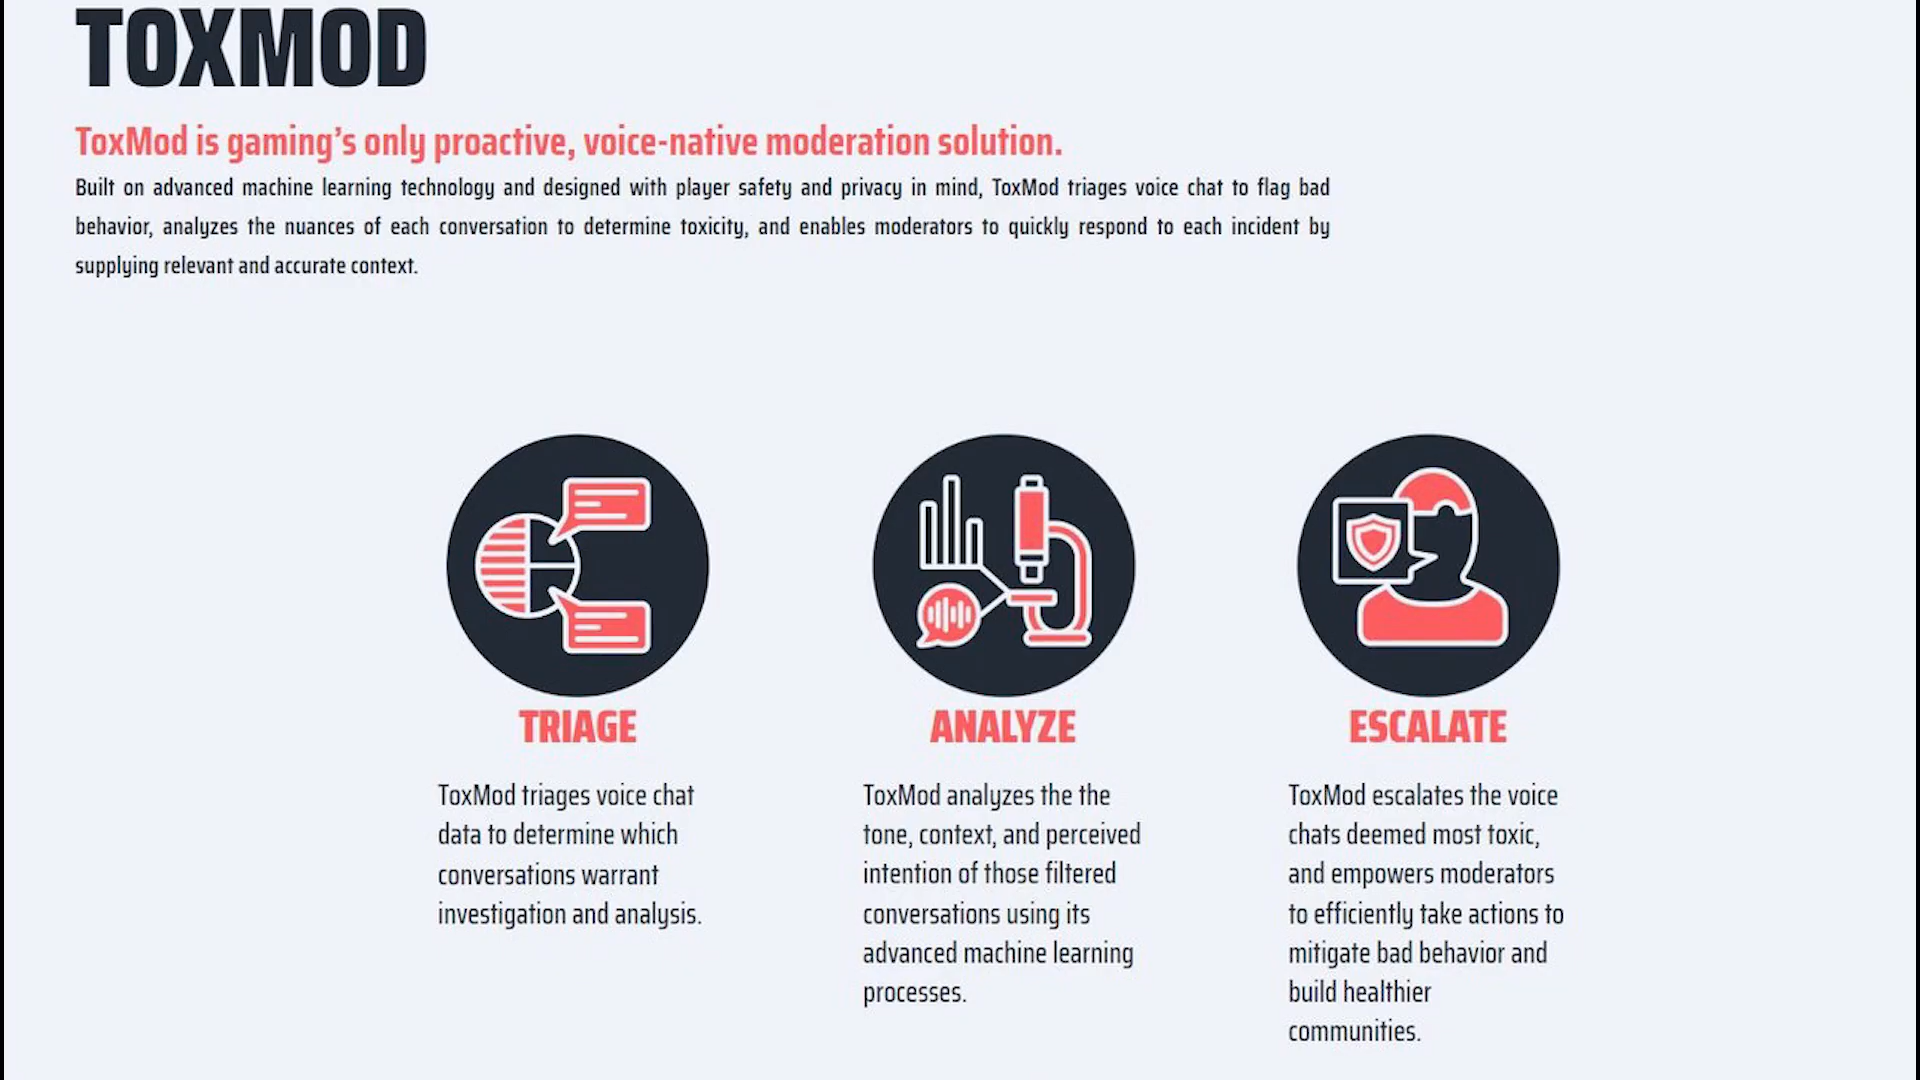 TOXMOD
ToxMod is gaming's only proactive, voice-native moderation solution.
Built on advanced machine learning technology and designed with player safety and privacy in mind, ToxMod triages voice chat to flag bad
behavior, analyzes the nuances of each conversation to determine toxicity, and enables moderators to quickly respond to each incident by
supplying relevant and accurate context.
TRIAGE
ToxMod triages voice chat
data to determine which
conversations warrant
investigation and analysis.
ANALYZE
ToxMod analyzes the the
tone, context, and perceived
intention of those filtered
conversations using its
advanced machine learning
processes.
ESCALATE
ToxMod escalates the voice
chats deemed most toxic,
and empowers moderators
to efficiently take actions to
mitigate bad behavior and
build healthier
communities.